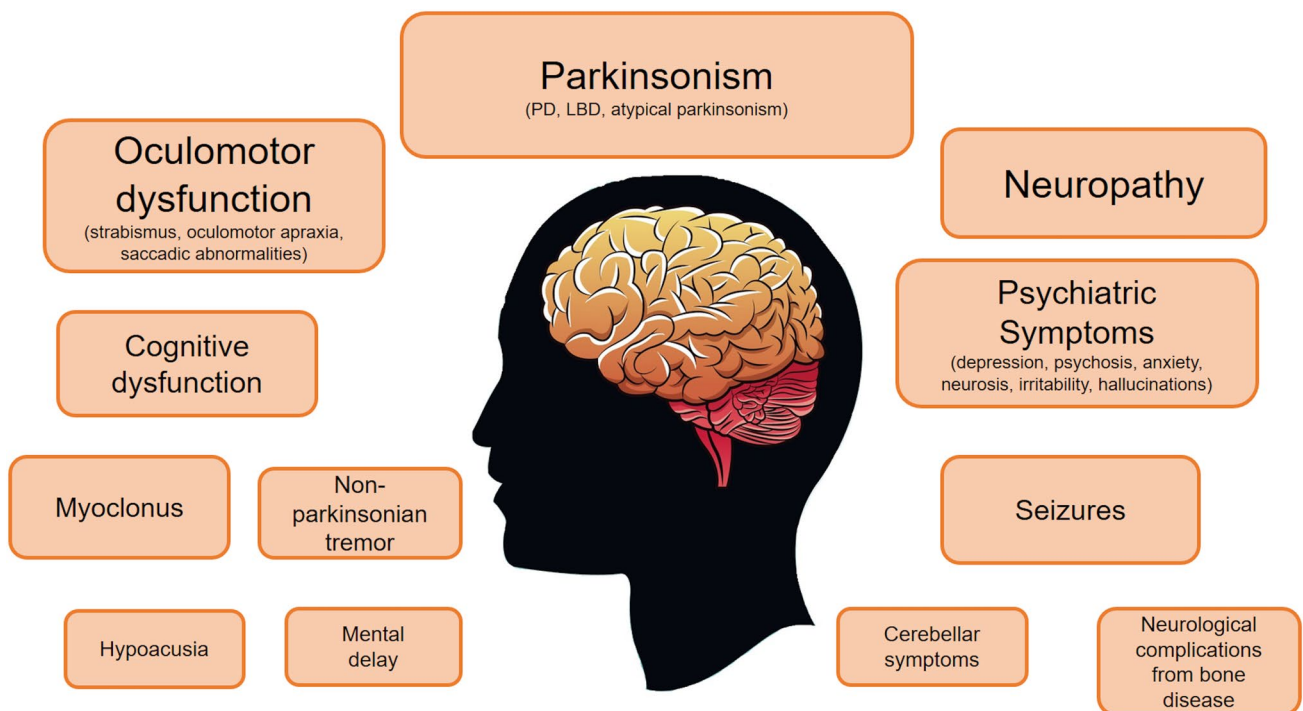 Parkinsonism
(PD, LBD, atypical parkinsonism)
Oculomotor
dysfunction
(strabismus, oculomotor apraxia,
saccadic abnormalities)
Neuropathy
Psychiatric
Symptoms
(depression, psychosis, anxiety,
neurosis, irritability, hallucinations)
Cognitive
dysfunction
Myoclonus
Non-
parkinsonian
tremor
Seizures
Hypoacusia
Mental
delay
Cerebellar
symptoms
Neurological
complications
from bone
disease